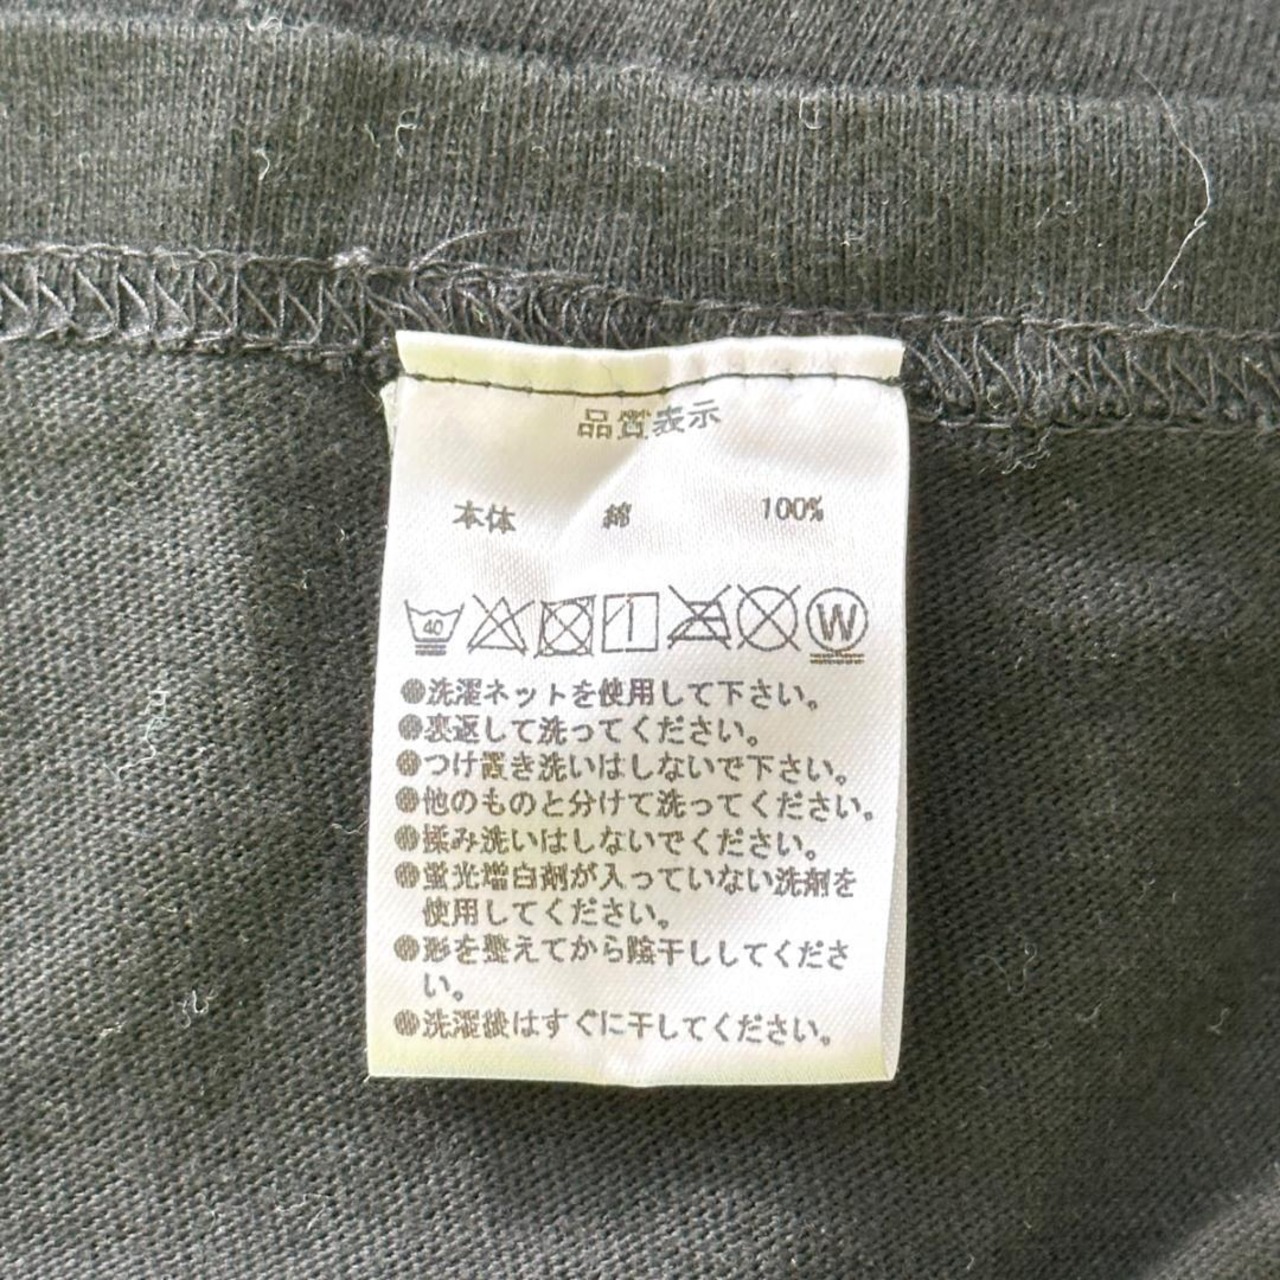 品質表示
本体 綿 100%
40 W
●洗濯ネットを使用して下さい。
●裏返して洗ってください。
●つけ置き洗いはしないで下さい。
●他のものと分けて洗ってください。
●揉み洗いはしないでください。
●蛍光増白剤が入っていない洗剤を
使用してください。
●形を整えてから陰干ししてくださ
い。
●洗濯後はすぐに干してください。